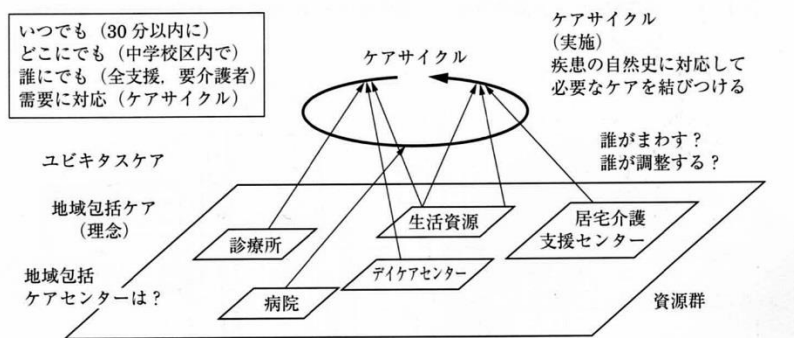 いつでも（30 分以内に）
どこにでも（中学校区内で）
誰にでも（全支援，要介護者）
需要に対応（ケアサイクル）
ケアサイクル
ケアサイクル
（実施）
疾患の自然史に対応して
必要なケアを結びつける
誰がまわす？
誰が調整する？
ユビキタスケア
地域包括ケア
（理念）
地域包括
ケアセンターは？
診療所
病院
生活資源
デイケアセンター
居宅介護
支援センター
資源群